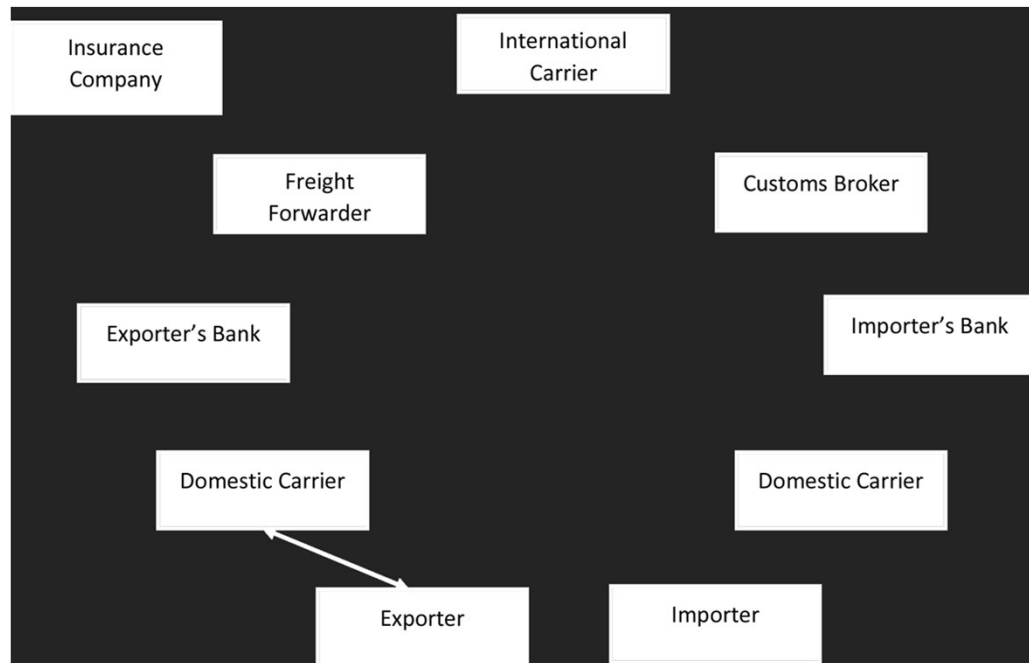 Insurance
Company
International
Carrier
Freight
Forwarder
Customs Broker
Exporter’s Bank
Importer’s Bank
Domestic Carrier
Domestic Carrier
Exporter
Importer